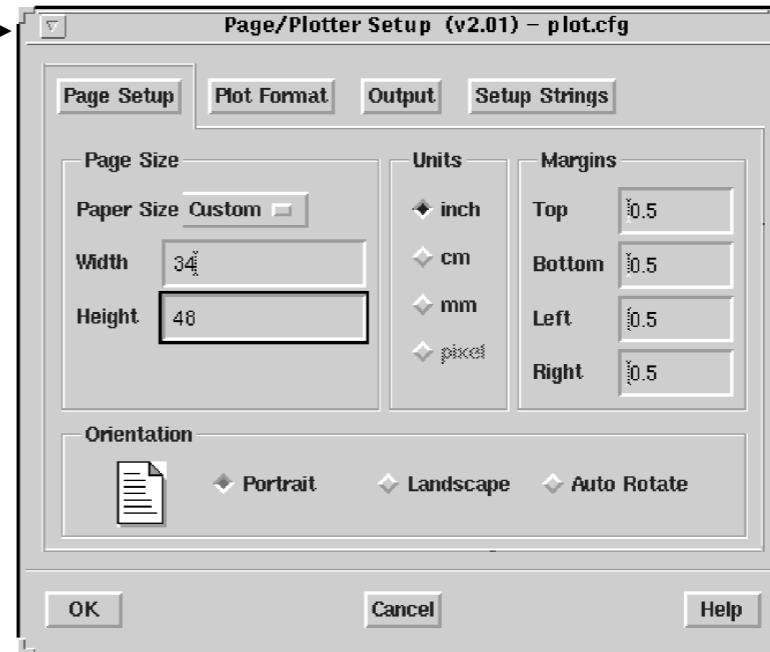 Page/Plotter Setup (v2.01) – plot.cfg
Page Setup Plot Format Output Setup Strings
Page Size
Paper Size Custom
Width 34
Height 48
Units
inch
cm
mm
pixel
Margins
Top 0.5
Bottom 0.5
Left 0.5
Right 0.5
Orientation
Portrait Landscape Auto Rotate
OK Cancel Help